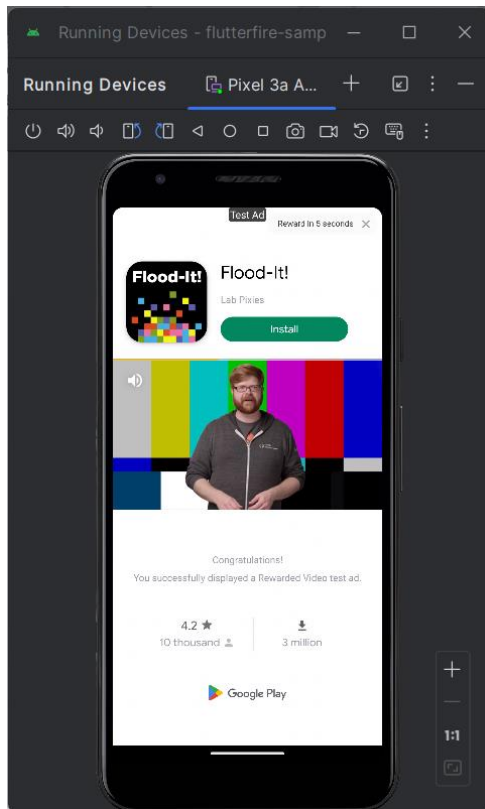 Running Devices - flutterfire-samp
Running Devices
Pixel 3a A...
Test Ad
Reward in 5 seconds
Flood-It!
Flood-It!
Lab Pixies
Install
Congratulations!
You successfully displayed a Rewarded Video test ad.
4.2 ★
10 thousand
3 million
Google Play
1:1